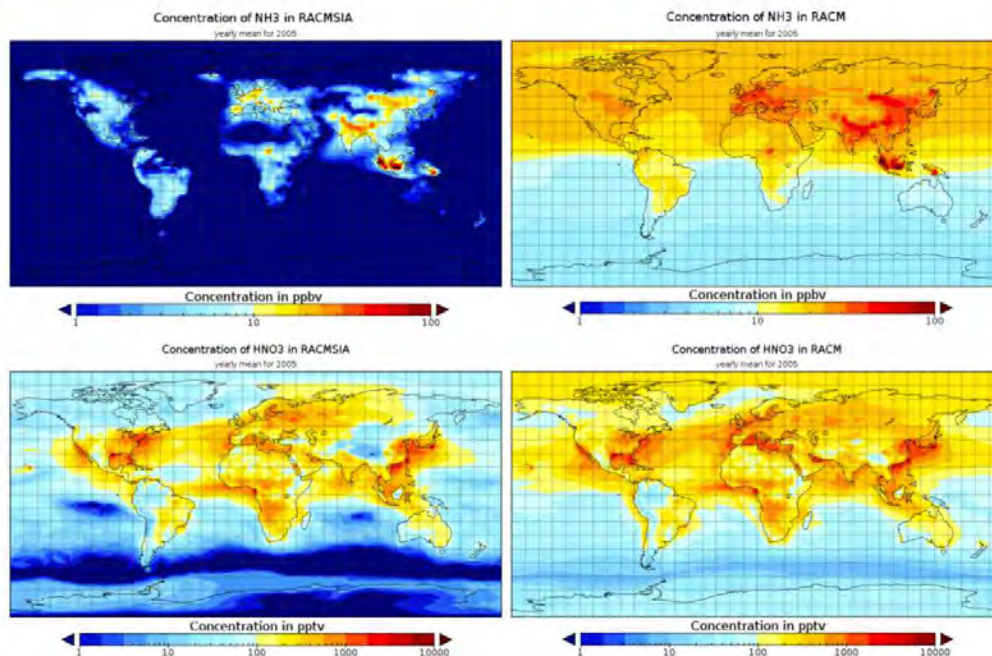 Concentration of NH3 in RACMSIA
yearly mean for 2005
Concentration in ppbv
1 10 100
Concentration of NH3 in RACM
yearly mean for 2005
Concentration in ppbv
1 10 100
Concentration of HNO3 in RACMSIA
yearly mean for 2005
Concentration in pptv
1 10 100 1000 10000
Concentration of HNO3 in RACM
yearly mean for 2005
Concentration in pptv
1 10 100 1000 10000